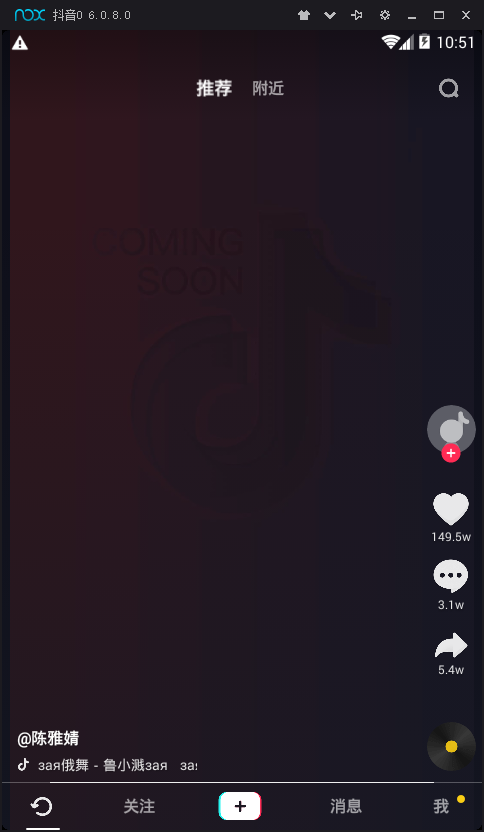 nox 抖音0 6.0.8.0
10:51
推荐 附近
COMING
SOON
149.5w
3.1w
5.4w
@陈雅婧
зая俄舞 - 鲁小溅зая зая
关注 消息 我